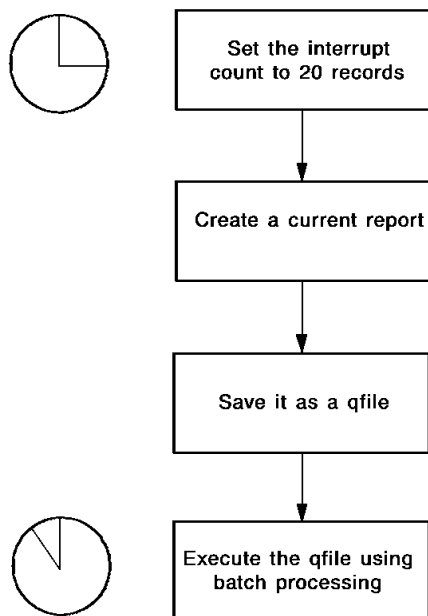 Set the interrupt
count to 20 records
Create a current report
Save it as a qfile
Execute the qfile using
batch processing